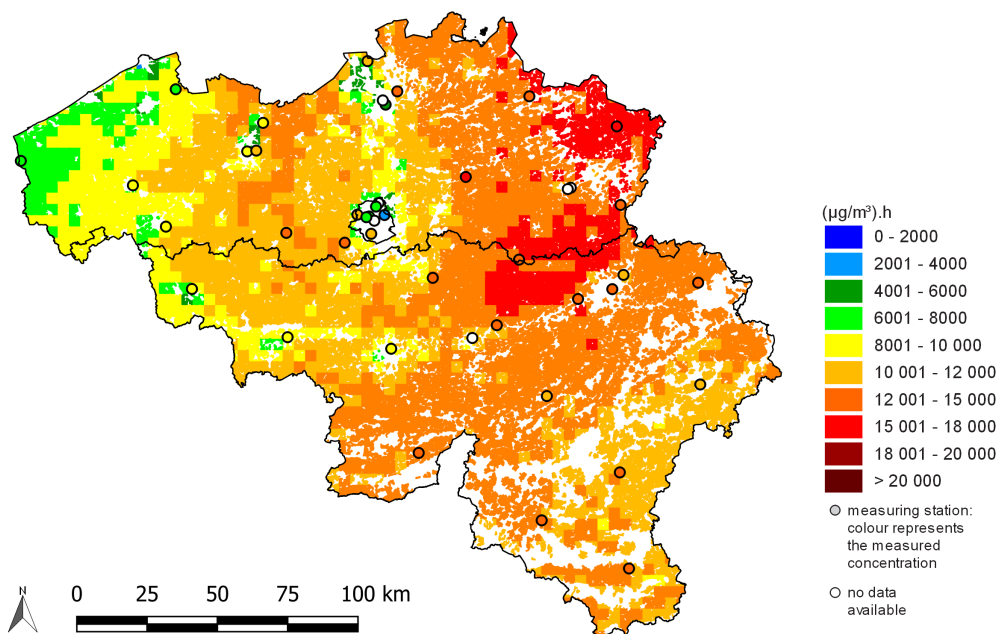 (µg/m³).h
0 - 2000
2001 - 4000
4001 - 6000
6001 - 8000
8001 - 10 000
10 001 - 12 000
12 001 - 15 000
15 001 - 18 000
18 001 - 20 000
> 20 000
measuring station:
colour represents
the measured
concentration
no data
available
N
0 25 50 75 100 km